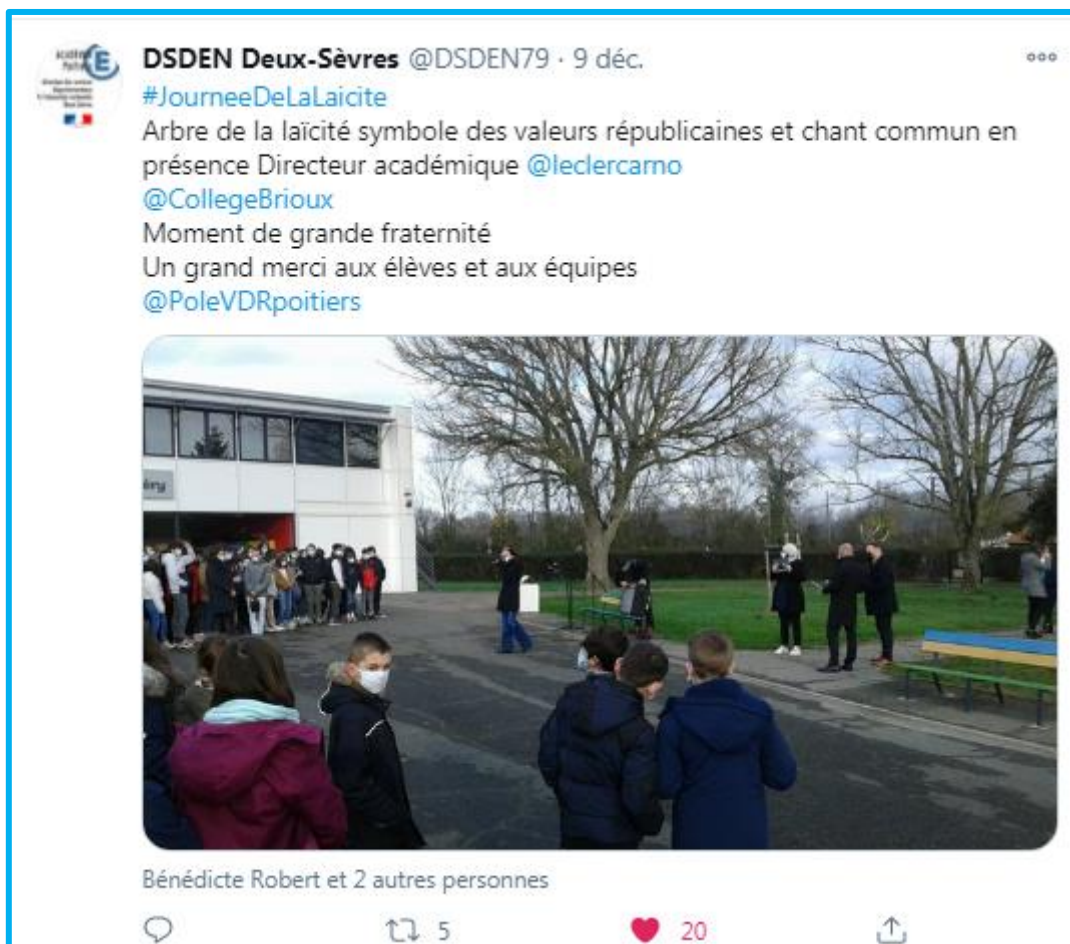 DSDEN Deux-Sèvres @DSDEN79 · 9 déc.
#JourneeDeLaLaicite
Arbre de la laïcité symbole des valeurs républicaines et chant commun en
présence Directeur académique @leclercarno
@CollegeBrioux
Moment de grande fraternité
Un grand merci aux élèves et aux équipes
@PoleVDRpoitiers
Bénédicte Robert et 2 autres personnes
5 20